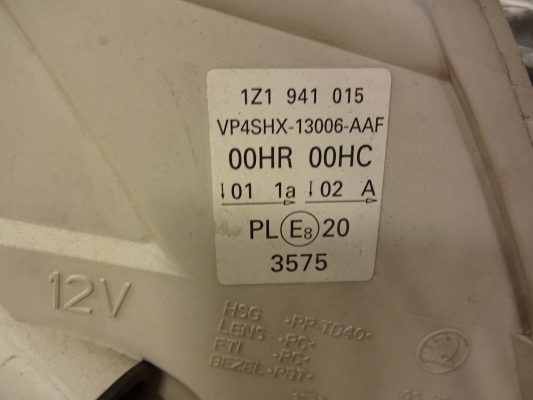 1Z1 941 015
VP4SHX-13006-AAF
00HR 00HC
↓01 1a ↓02 A
PL E8 20
3575
12V
HSG >PP-TD40<
LENS >PC<
FTI >PC<
BEZEL >PBT<